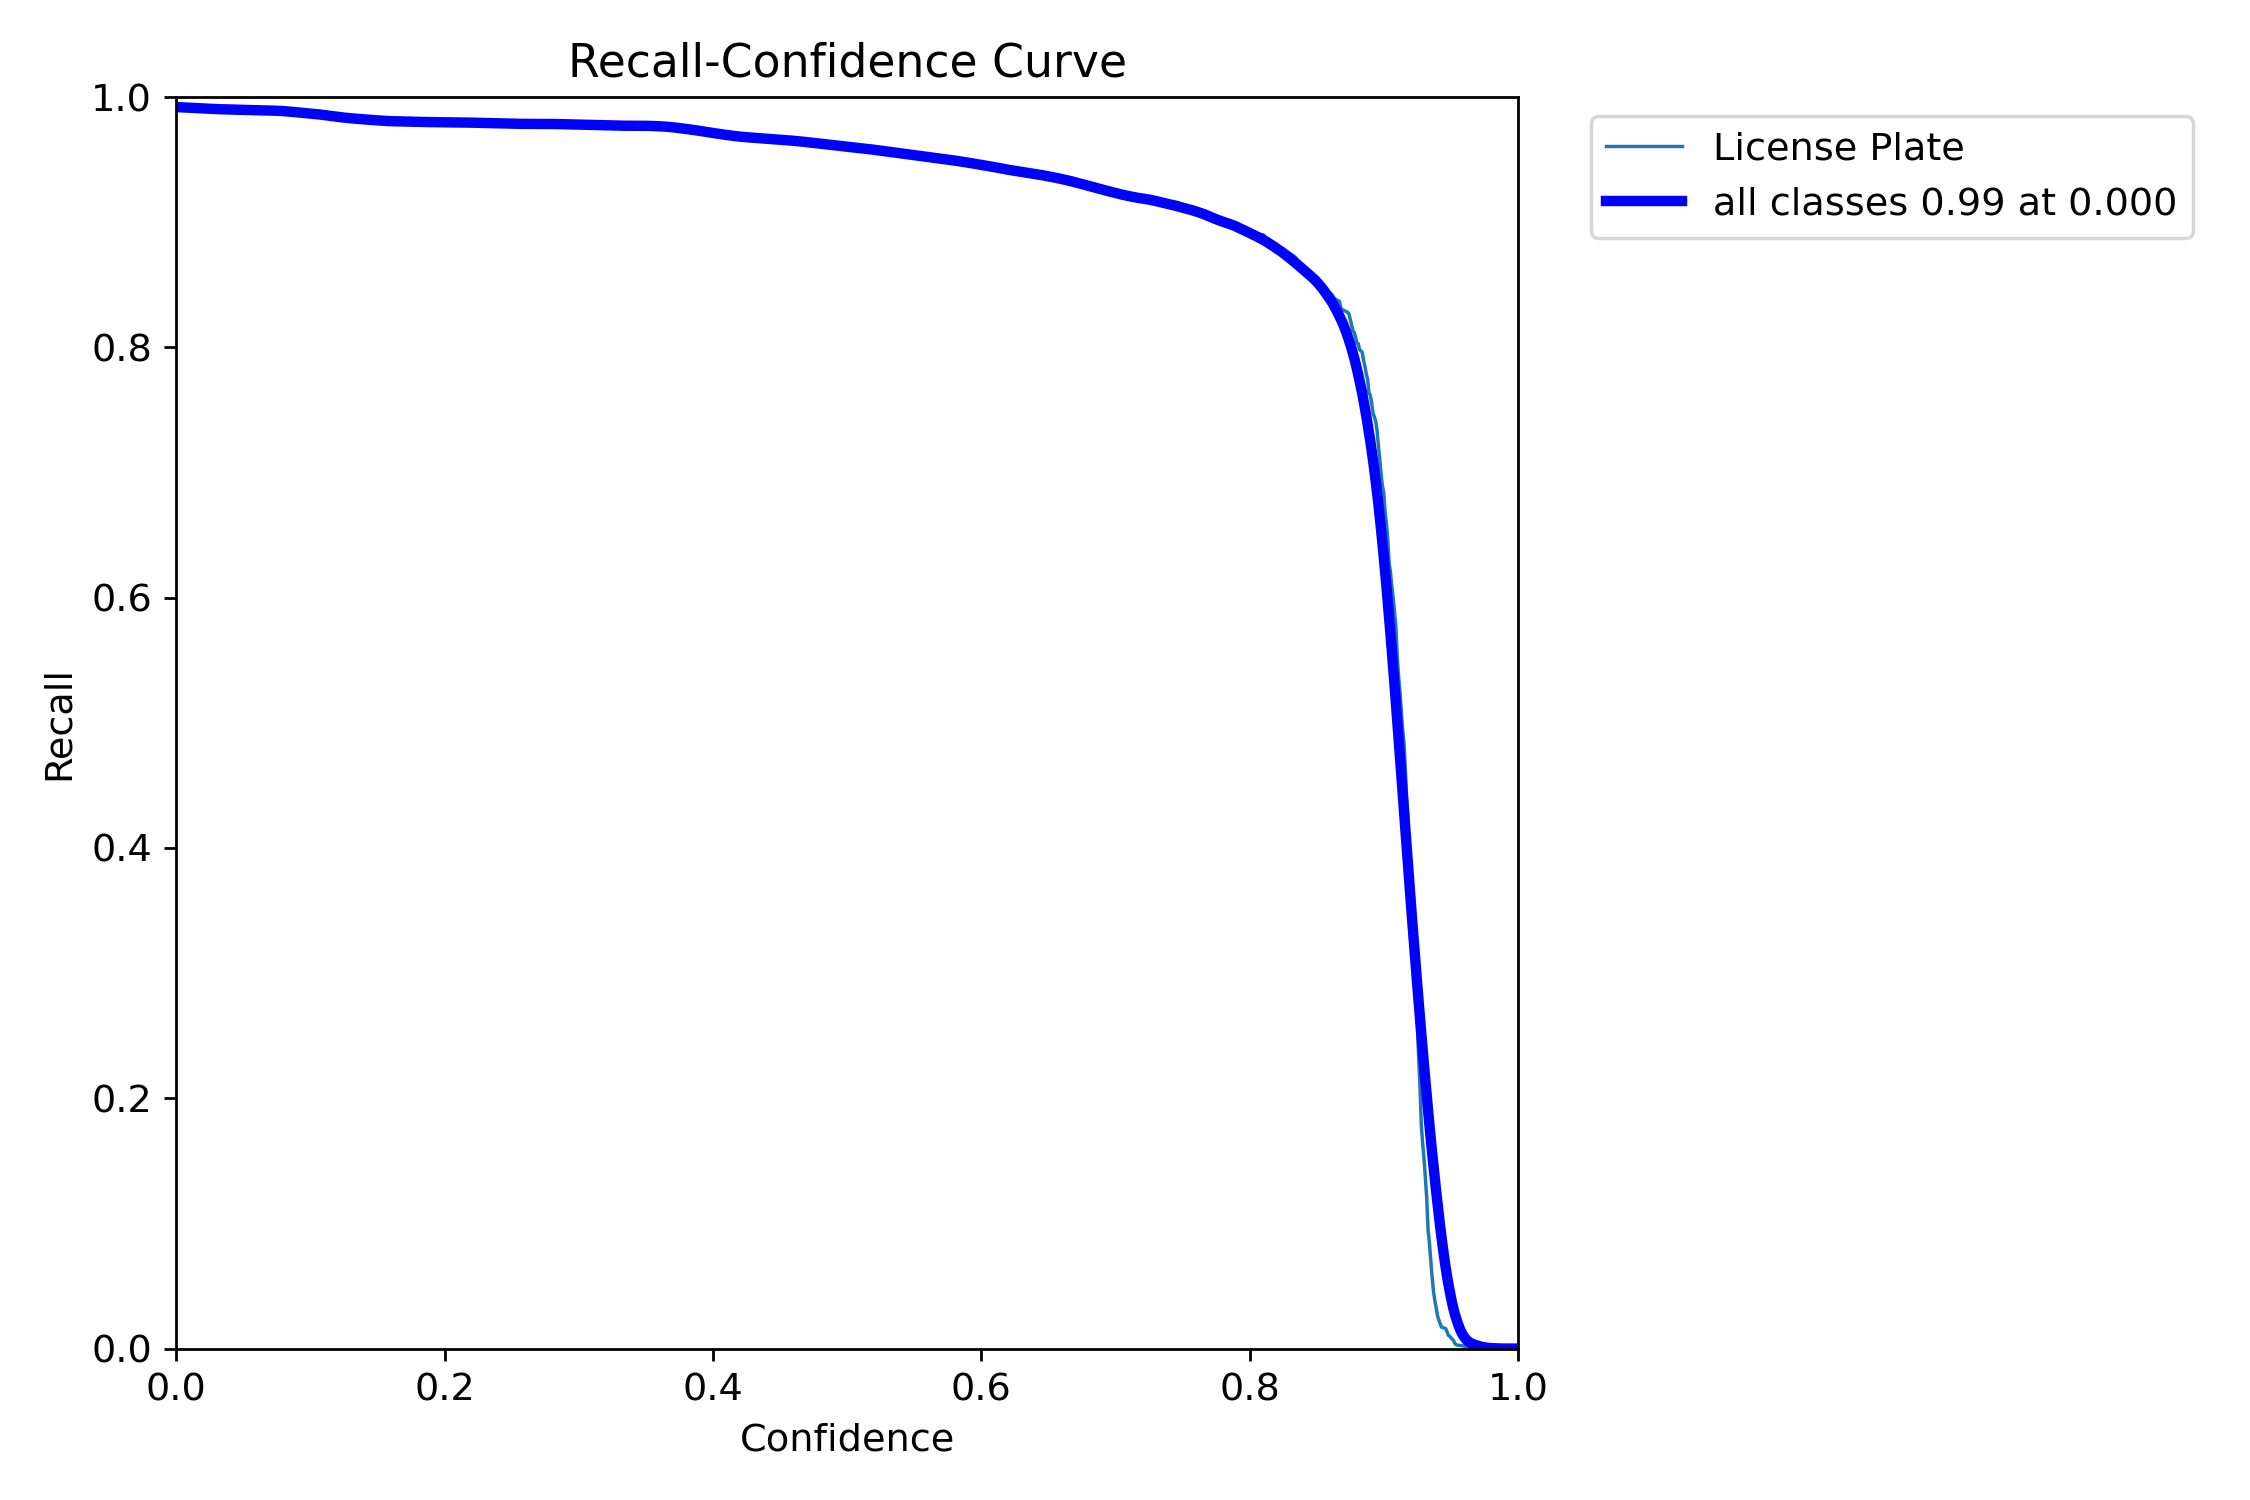 Recall-Confidence Curve
1.0
0.8
0.6
0.4
0.2
0.0
Recall
0.0 0.2 0.4 0.6 0.8 1.0
Confidence
License Plate
all classes 0.99 at 0.000